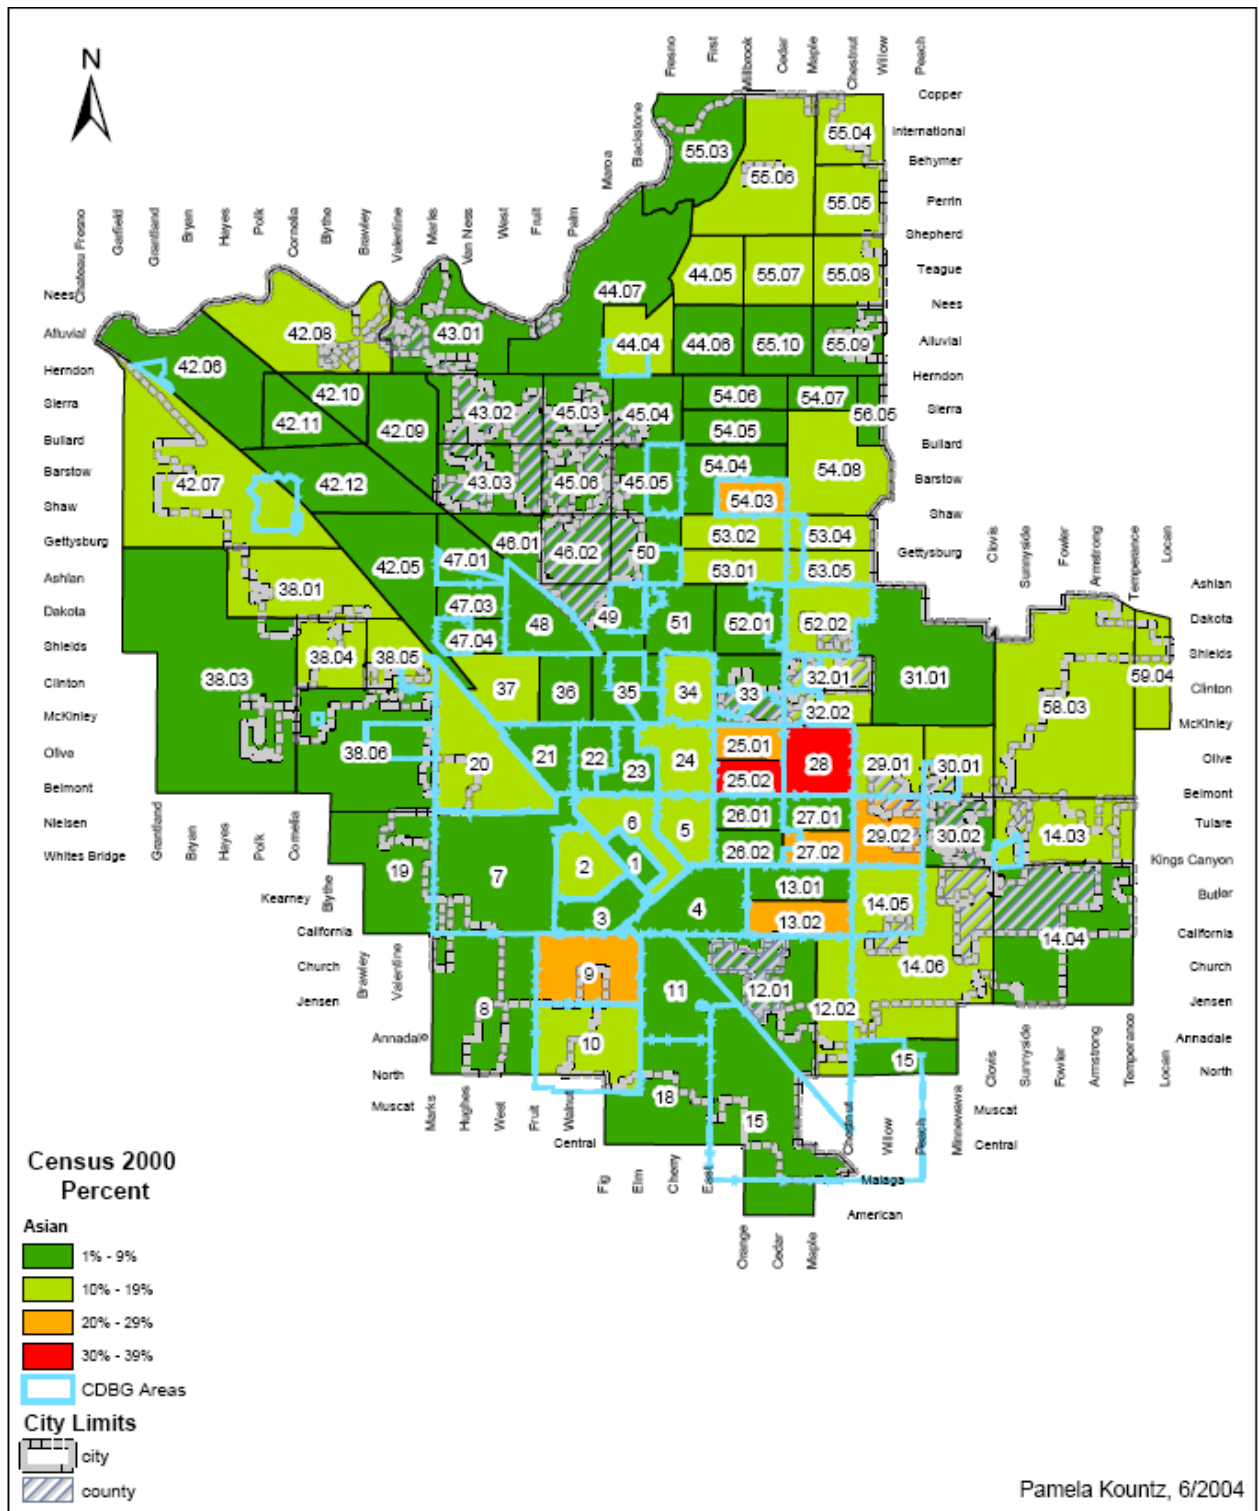 N
Fresno
First
Millbrook
Cedar
Maple
Chestnut
Willow
Peach
Copper
International
Behymer
Perrin
Shepherd
Teague
Nees
Alluvial
Herndon
Sierra
Bullard
Barstow
Shaw
Gettysburg
Maroa
Backstone
Chateau Fresno
Garfield
Grantland
Bryan
Hayes
Polk
Cornelia
Blythe
Brawley
Valentine
Marks
Van Ness
West
Fruit
Palm
Nees
Alluvial
Herndon
Sierra
Bullard
Barstow
Shaw
Gettysburg
Ashlan
Dakota
Shields
Clinton
McKinley
Olive
Belmont
Nielsen
Whites Bridge
Clovis
Sunnyside
Fowler
Armstrong
Temperance
Locan
Ashlan
Dakota
Shields
Clinton
McKinley
Olive
Belmont
Tulare
Kings Canyon
Butler
California
Church
Jensen
Annadale
North
55.03
55.04
55.06
55.05
44.05
55.07
55.08
44.07
44.04
44.06
55.10
55.09
42.08
43.01
42.06
42.10
42.11
42.09
43.02
45.03
45.04
54.06
54.07
56.05
54.05
42.07
42.12
43.03
45.06
45.05
54.04
54.03
54.08
46.01
46.02
50
53.02
53.04
42.05
47.01
53.01
53.05
38.01
47.03
48
49
51
52.01
52.02
47.04
38.04
38.05
38.03
37
36
35
34
33
32.01
32.02
31.01
58.03
59.04
38.06
20
21
22
23
24
25.01
25.02
28
29.01
30.01
6
5
26.01
27.01
29.02
30.02
14.03
19
7
2
1
26.02
27.02
3
4
13.01
13.02
14.05
14.04
9
8
11
12.01
12.02
14.06
10
15
18
15
Grantland
Bryan
Hayes
Polk
Cornelia
Kearney
Blythe
California
Church
Jensen
Brawley
Valentine
Annadale
North
Muscat
Marks
Hughes
West
Fruit
Walnut
Central
Fig
Elm
Cherry
East
Orange
Cedar
Maple
Chestnut
Willow
Peach
Minnewawa
Clovis
Sunnyside
Fowler
Armstrong
Temperance
Locan
Muscat
Central
Malaga
American
Census 2000
Percent
Asian
1% - 9%
10% - 19%
20% - 29%
30% - 39%
CDBG Areas
City Limits
city
county
Pamela Kountz, 6/2004